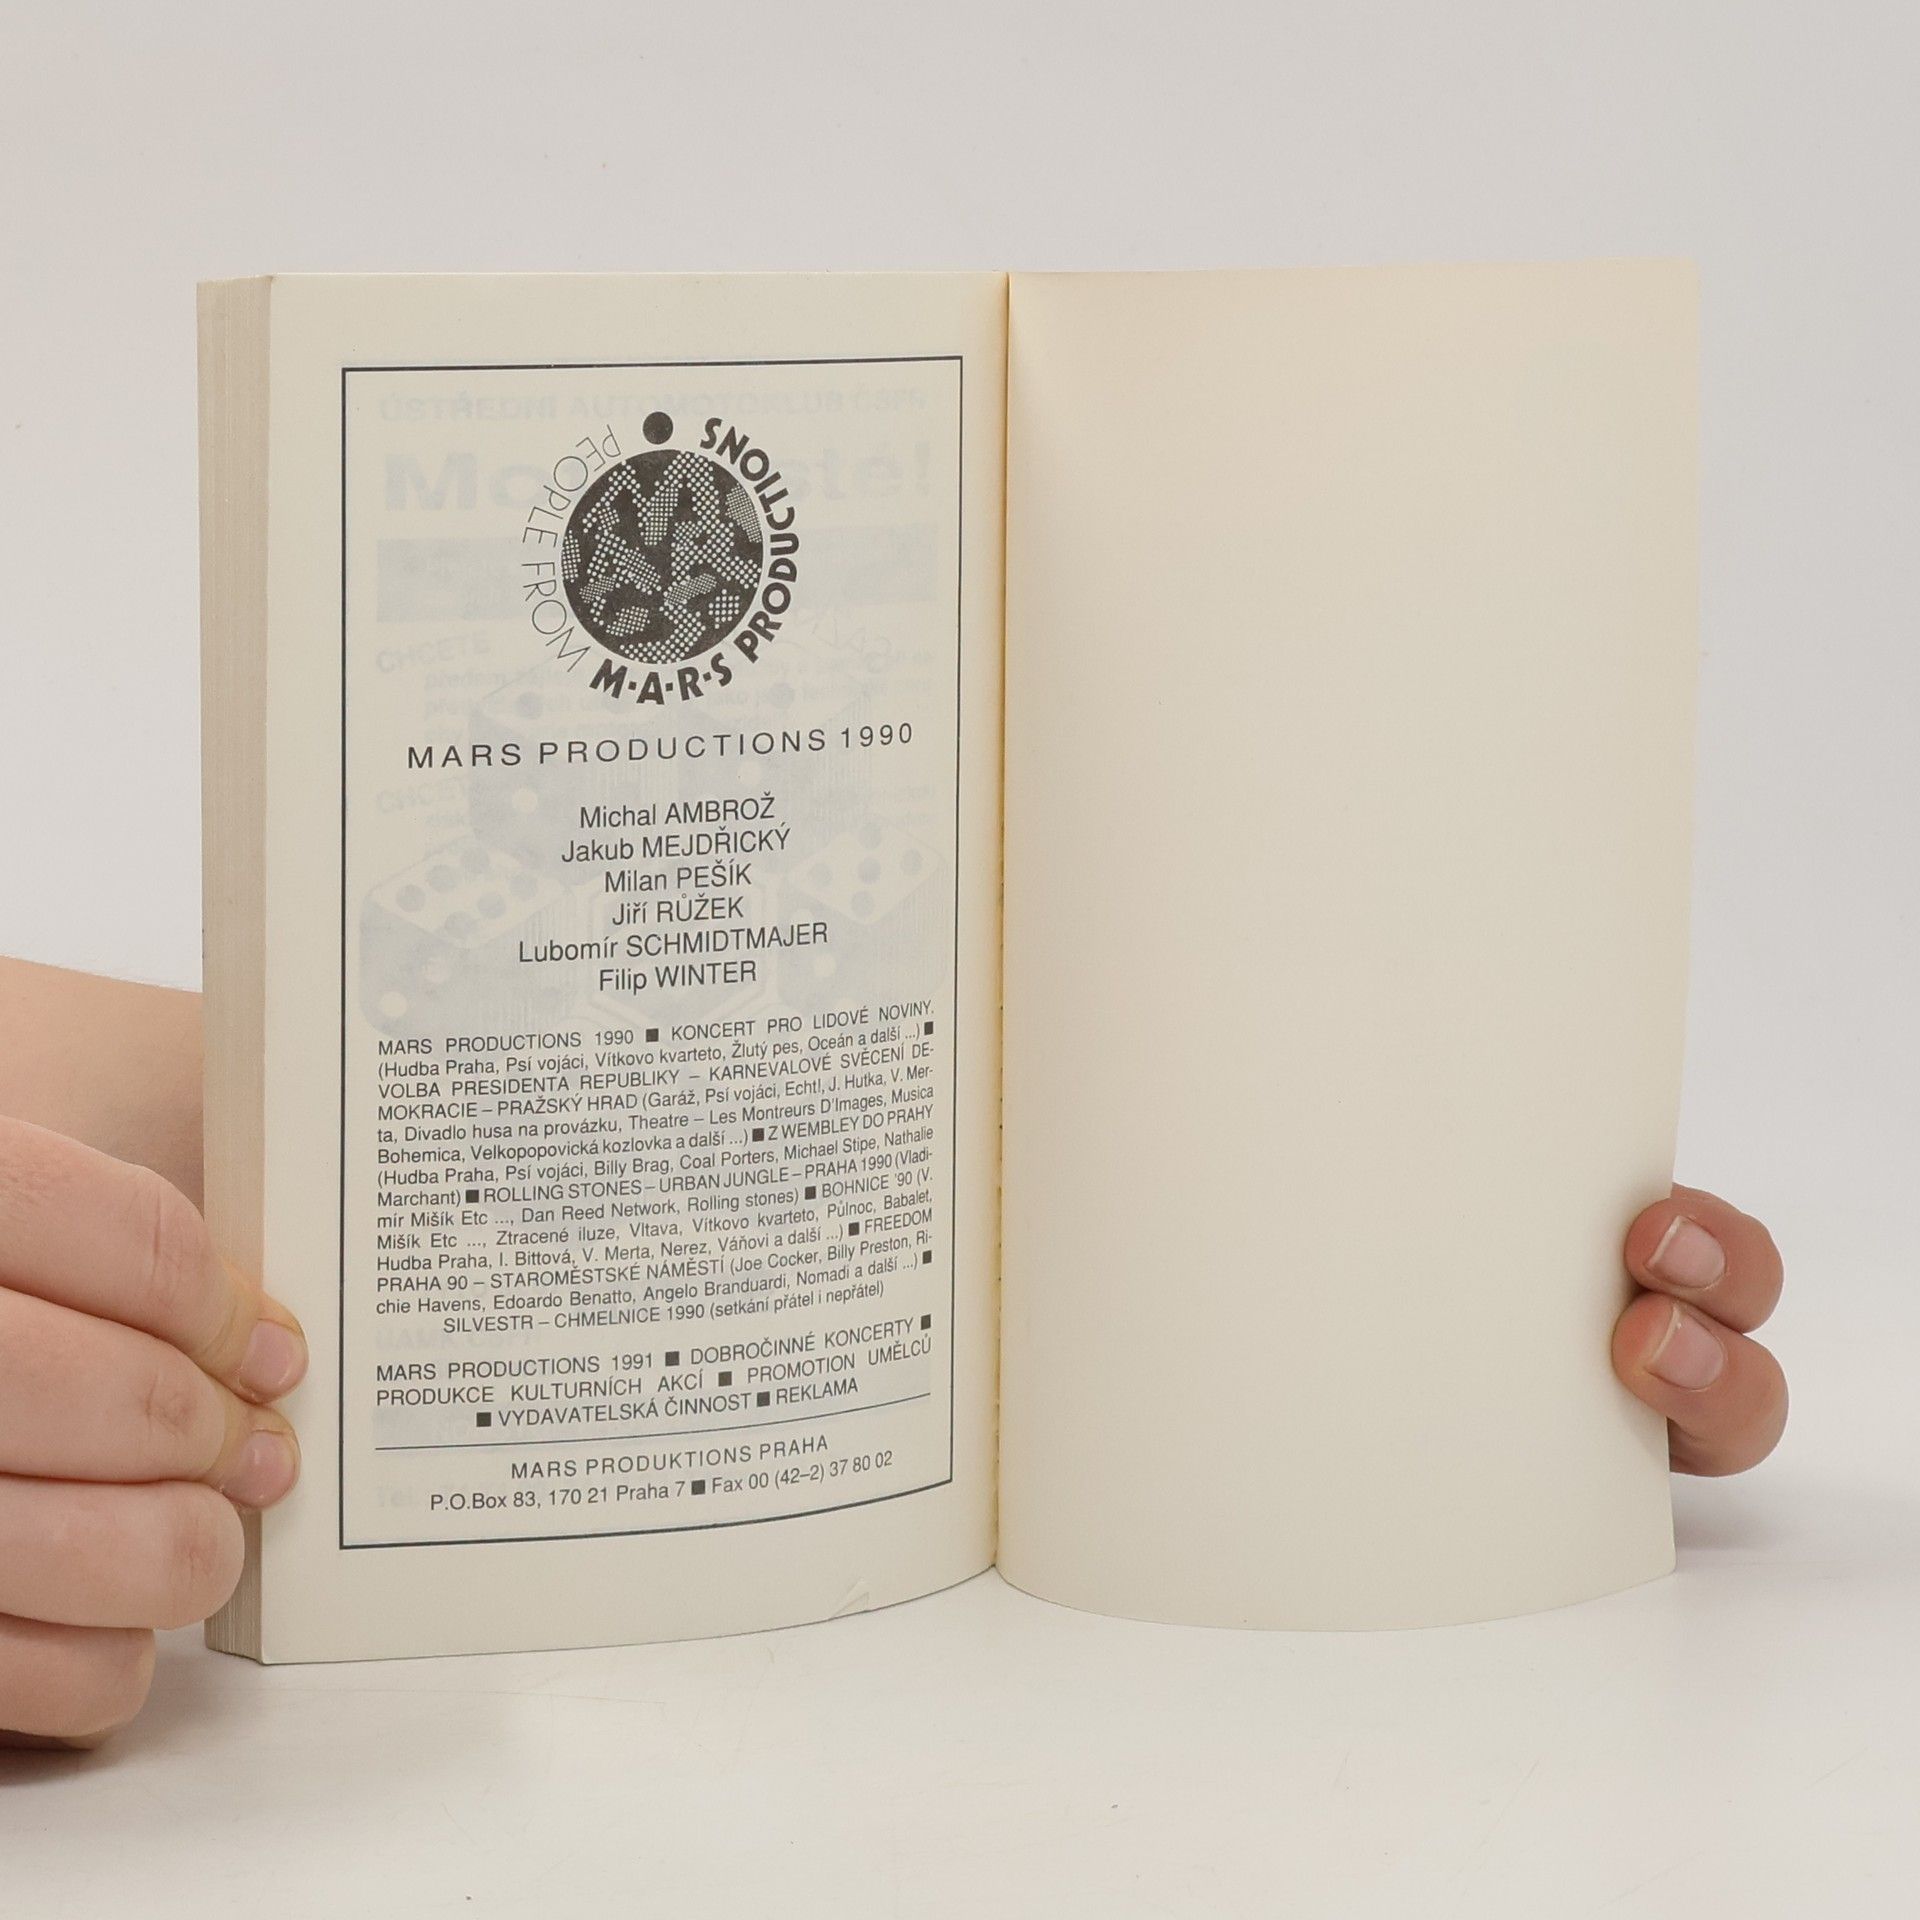 PEOPLE FROM M·A·R·S PRODUCTIONS
MARS PRODUCTIONS 1990
Michal AMBROŽ
Jakub MEJDŘICKÝ
Milan PEŠÍK
Jiří RŮŽEK
Lubomír SCHMIDTMAJER
Filip WINTER
MARS PRODUCTIONS 1990 ■ KONCERT PRO LIDOVÉ NOVINY.
(Hudba Praha, Psí vojáci, Vítkovo kvarteto, Žlutý pes, Oceán a další ...) ■
VOLBA PRESIDENTA REPUBLIKY – KARNEVALOVÉ SVĚCENÍ DE-
MOKRACIE – PRAŽSKÝ HRAD (Garáž, Psí vojáci, Echt!, J. Hutka, V. Mer-
ta, Divadlo husa na provázku, Theatre – Les Montreurs D'Images, Musica
Bohemica, Velkopopovická kozlovka a další ...) ■ Z WEMBLEY DO PRAHY
(Hudba Praha, Psí vojáci, Billy Brag, Coal Porters, Michael Stipe, Nathalie
Marchant) ■ ROLLING STONES – URBAN JUNGLE – PRAHA 1990 (Vladi-
mír Mišík Etc ..., Dan Reed Network, Rolling stones) ■ BOHNICE '90 (V.
Mišík Etc ..., Ztracené iluze, Vltava, Vítkovo kvarteto, Půlnoc, Babalet,
Hudba Praha, I. Bittová, V. Merta, Nerez, Váňovi a další ...) ■ FREEDOM
PRAHA 90 – STAROMĚSTSKÉ NÁMĚSTÍ (Joe Cocker, Billy Preston, Ri-
chie Havens, Edoardo Benatto, Angelo Branduardi, Nomadi a další ...) ■
SILVESTR – CHMELNICE 1990 (setkání přátel i nepřátel)
MARS PRODUCTIONS 1991 ■ DOBROČINNÉ KONCERTY ■
PRODUKCE KULTURNÍCH AKCÍ ■ PROMOTION UMĚLCŮ
■ VYDAVATELSKÁ ČINNOST ■ REKLAMA
MARS PRODUKTIONS PRAHA
P.O.Box 83, 170 21 Praha 7 ■ Fax 00 (42–2) 37 80 02